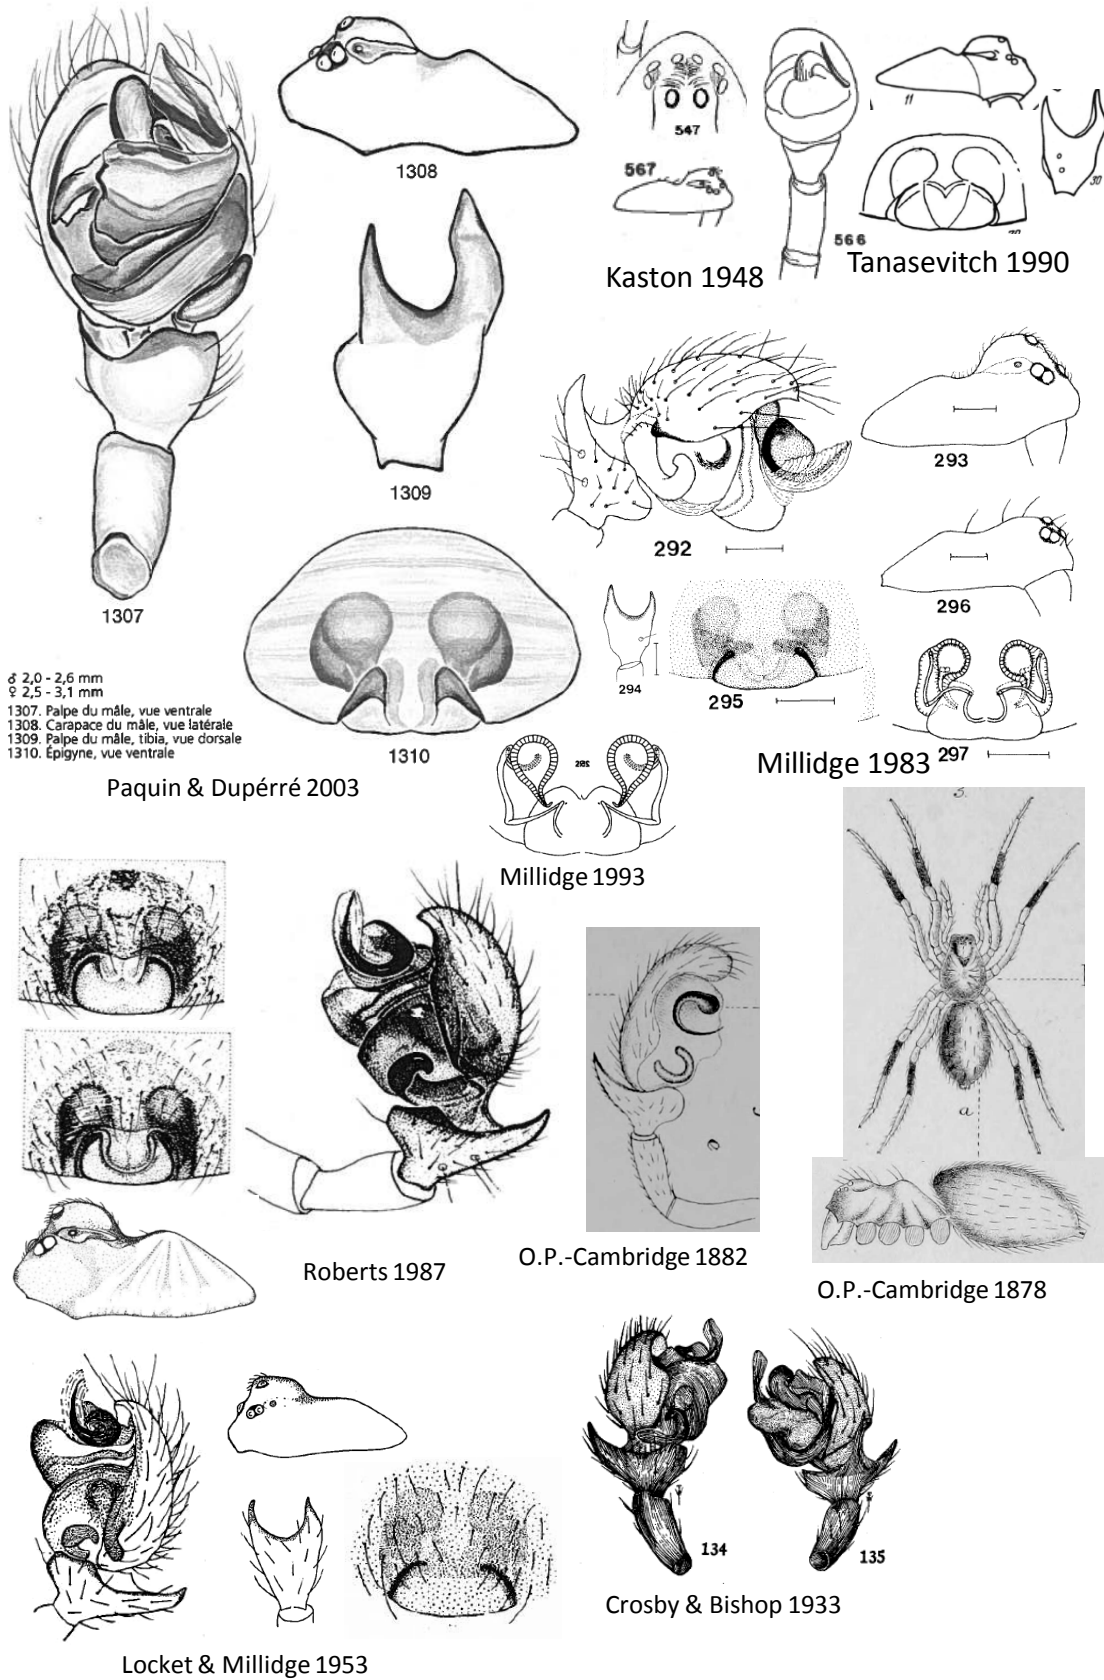 1308
547
567
566
11
30
Kaston 1948
Tanasevitch 1990
1309
292
293
296
1307
294
295
297
♂ 2,0 - 2,6 mm
♀ 2,5 - 3,1 mm
1307. Palpe du mâle, vue ventrale
1308. Carapace du mâle, vue latérale
1309. Palpe du mâle, tibia, vue dorsale
1310. Épigyne, vue ventrale
1310
Paquin & Dupérré 2003
Millidge 1983
Millidge 1993
5.
a
Roberts 1987
O.P.-Cambridge 1882
O.P.-Cambridge 1878
134
135
Crosby & Bishop 1933
Locket & Millidge 1953